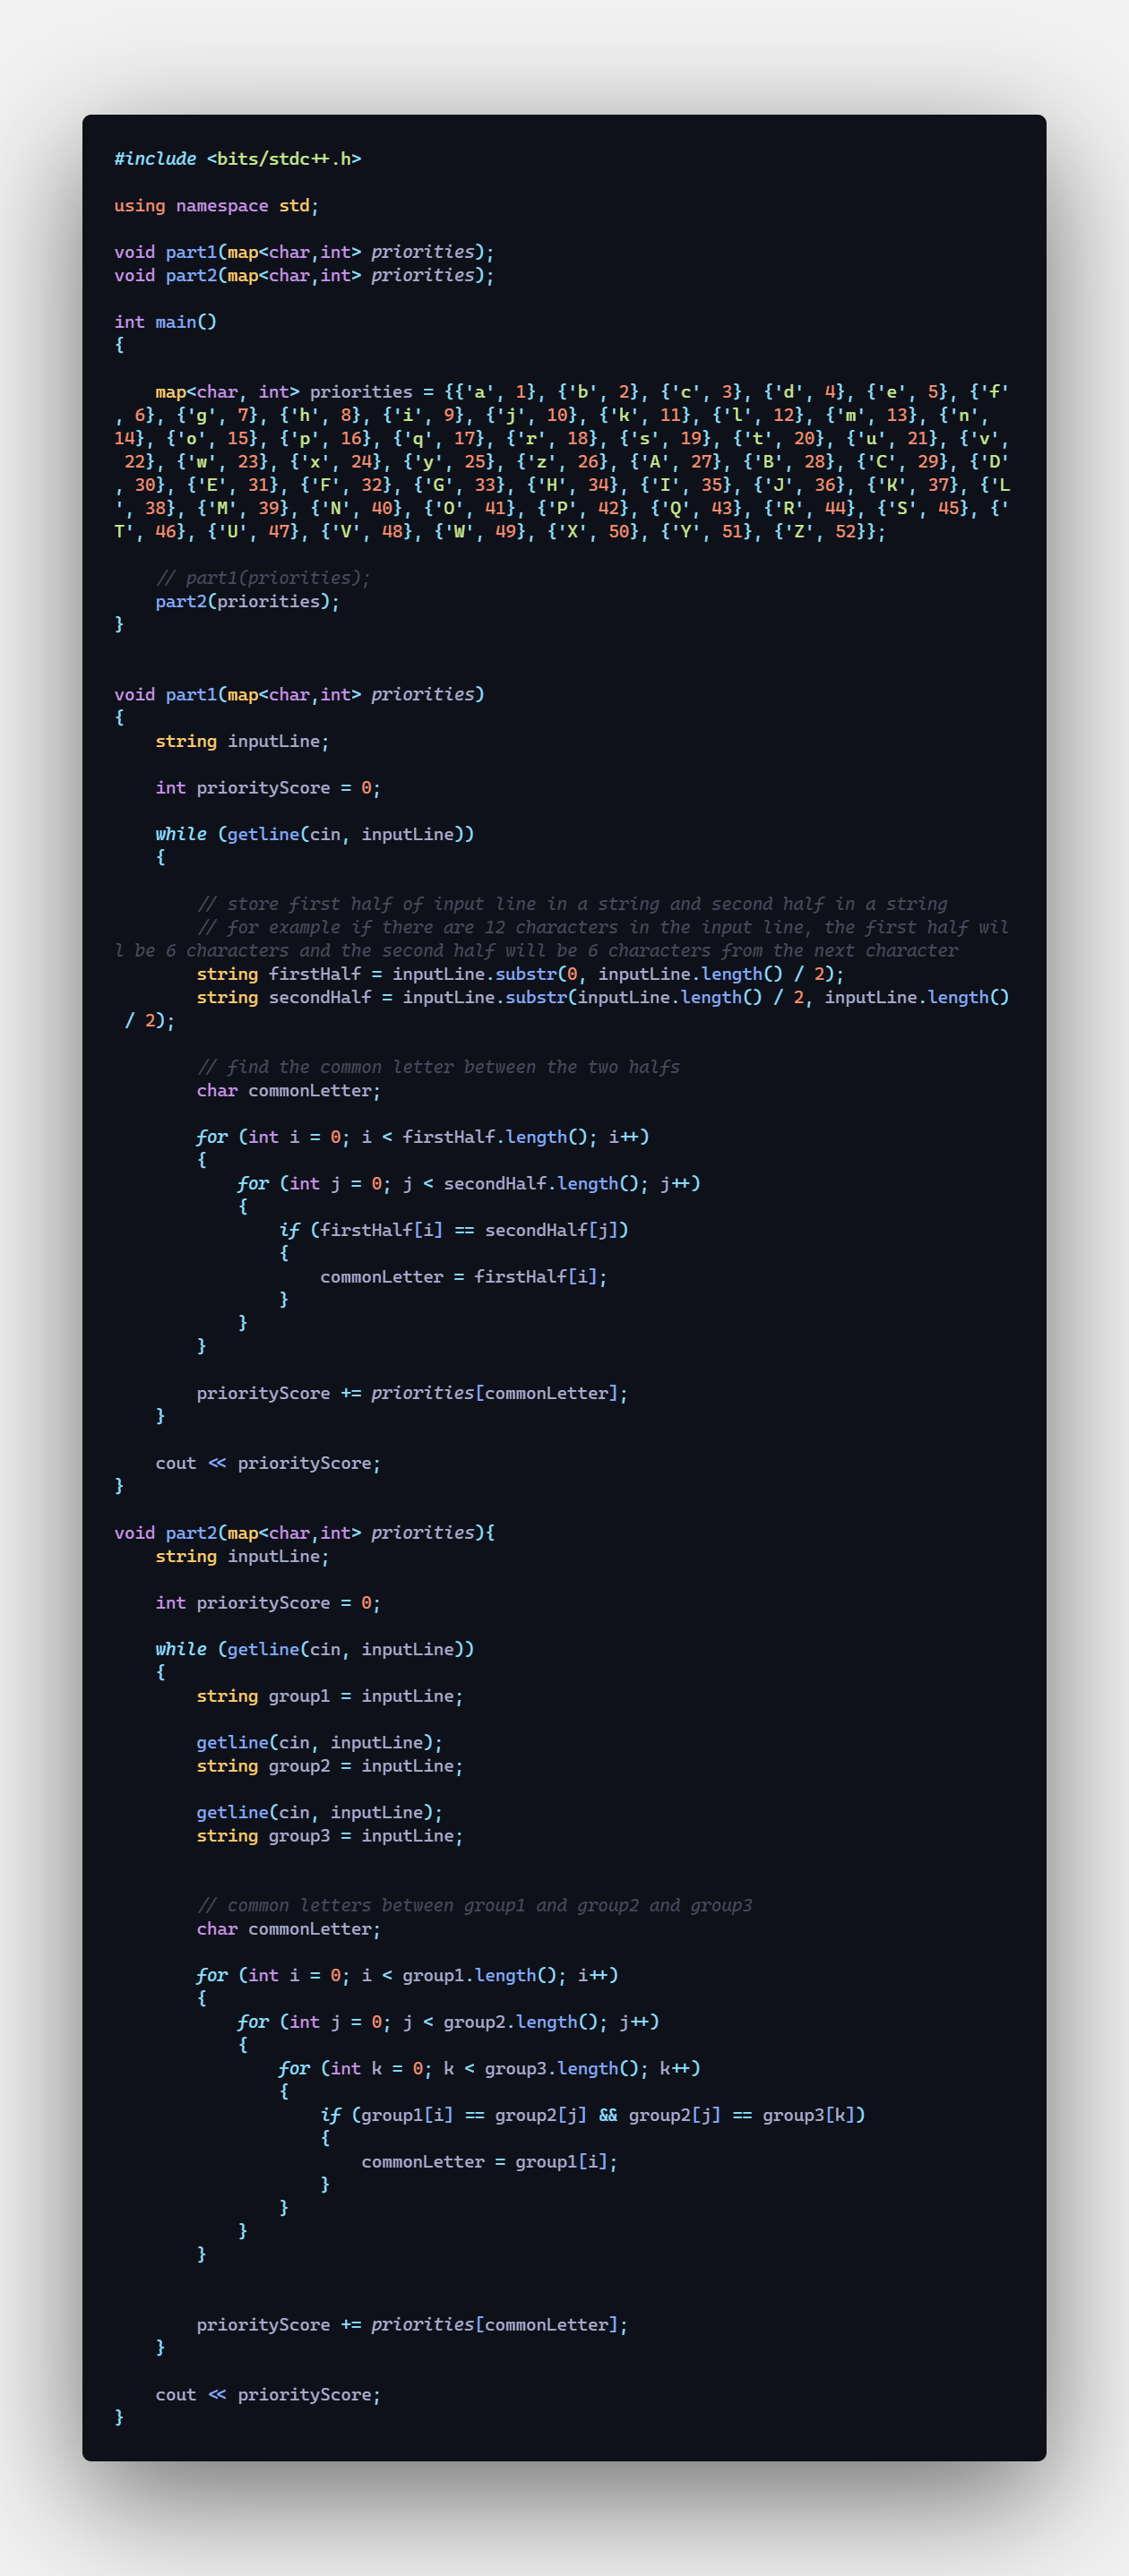 #include <bits/stdc++.h>
using namespace std;
void part1(map<char,int> priorities);
void part2(map<char,int> priorities);
int main()
{
    map<char, int> priorities = {{'a', 1}, {'b', 2}, {'c', 3}, {'d', 4}, {'e', 5}, {'f'
, 6}, {'g', 7}, {'h', 8}, {'i', 9}, {'j', 10}, {'k', 11}, {'l', 12}, {'m', 13}, {'n',
14}, {'o', 15}, {'p', 16}, {'q', 17}, {'r', 18}, {'s', 19}, {'t', 20}, {'u', 21}, {'v',
 22}, {'w', 23}, {'x', 24}, {'y', 25}, {'z', 26}, {'A', 27}, {'B', 28}, {'C', 29}, {'D'
, 30}, {'E', 31}, {'F', 32}, {'G', 33}, {'H', 34}, {'I', 35}, {'J', 36}, {'K', 37}, {'L
', 38}, {'M', 39}, {'N', 40}, {'O', 41}, {'P', 42}, {'Q', 43}, {'R', 44}, {'S', 45}, {'
T', 46}, {'U', 47}, {'V', 48}, {'W', 49}, {'X', 50}, {'Y', 51}, {'Z', 52}};
    // part1(priorities);
    part2(priorities);
}
void part1(map<char,int> priorities)
{
    string inputLine;
    int priorityScore = 0;
    while (getline(cin, inputLine))
    {
        // store first half of input line in a string and second half in a string
        // for example if there are 12 characters in the input line, the first half wil
l be 6 characters and the second half will be 6 characters from the next character
        string firstHalf = inputLine.substr(0, inputLine.length() / 2);
        string secondHalf = inputLine.substr(inputLine.length() / 2, inputLine.length()
 / 2);
        // find the common letter between the two halfs
        char commonLetter;
        for (int i = 0; i < firstHalf.length(); i++)
        {
            for (int j = 0; j < secondHalf.length(); j++)
            {
                if (firstHalf[i] == secondHalf[j])
                {
                    commonLetter = firstHalf[i];
                }
            }
        }
        priorityScore += priorities[commonLetter];
    }
    cout << priorityScore;
}
void part2(map<char,int> priorities){
    string inputLine;
    int priorityScore = 0;
    while (getline(cin, inputLine))
    {
        string group1 = inputLine;
        getline(cin, inputLine);
        string group2 = inputLine;
        getline(cin, inputLine);
        string group3 = inputLine;
        // common letters between group1 and group2 and group3
        char commonLetter;
        for (int i = 0; i < group1.length(); i++)
        {
            for (int j = 0; j < group2.length(); j++)
            {
                for (int k = 0; k < group3.length(); k++)
                {
                    if (group1[i] == group2[j] && group2[j] == group3[k])
                    {
                        commonLetter = group1[i];
                    }
                }
            }
        }
        priorityScore += priorities[commonLetter];
    }
    cout << priorityScore;
}